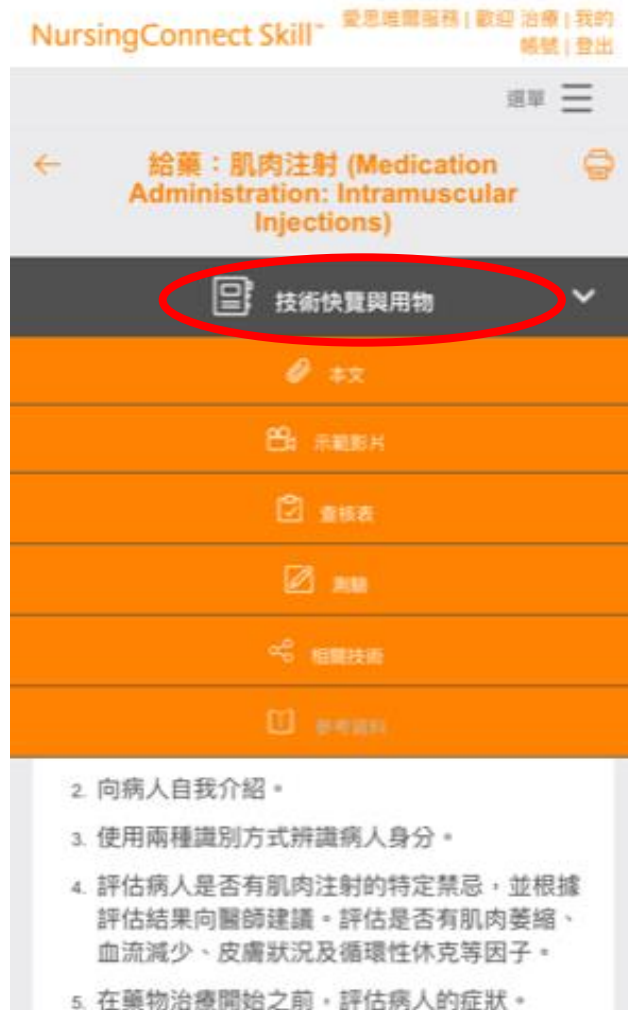 NursingConnect Skill™
愛思唯爾服務 | 歡迎 治療 | 我的
帳號 | 登出
選單
給藥：肌肉注射 (Medication
Administration: Intramuscular
Injections)
技術快覽與用物
本文
示範影片
查核表
測驗
相關技術
參考資料
2. 向病人自我介紹。
3. 使用兩種識別方式辨識病人身分。
4. 評估病人是否有肌肉注射的特定禁忌，並根據
評估結果向醫師建議。評估是否有肌肉萎縮、
血流減少、皮膚狀況及循環性休克等因子。
5. 在藥物治療開始之前，評估病人的症狀。